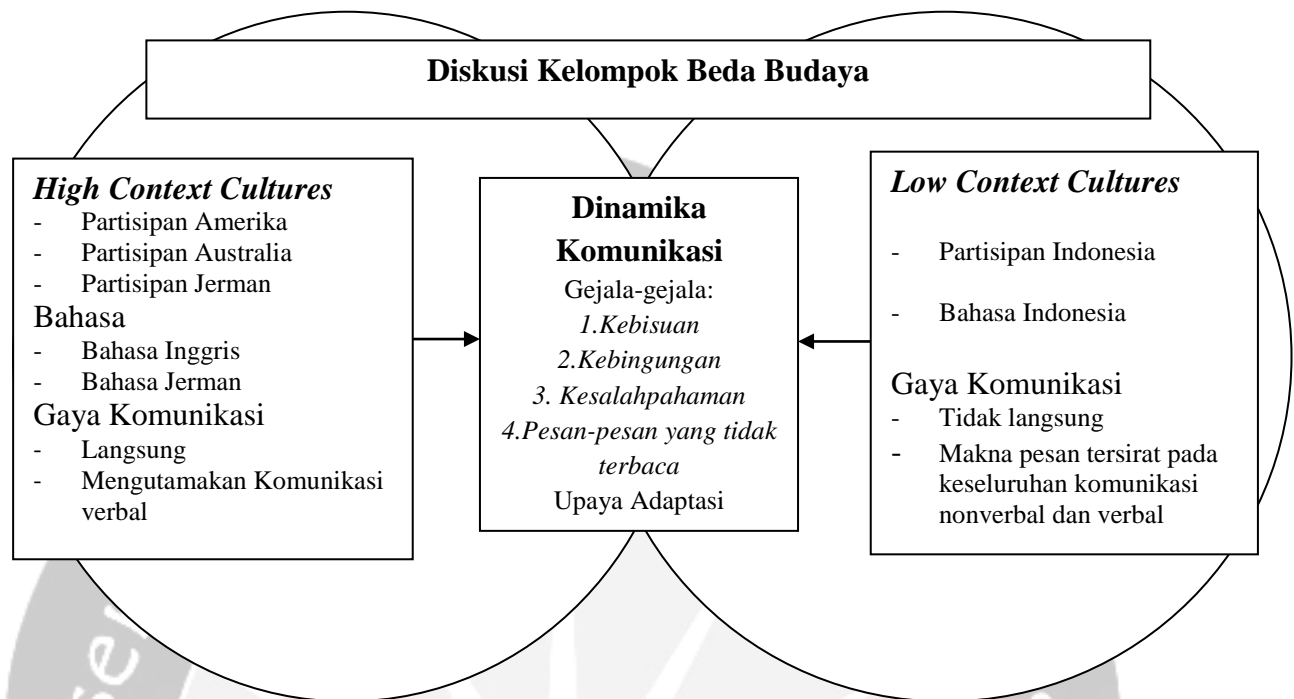 Diskusi Kelompok Beda Budaya
High Context Cultures
- Partisipan Amerika
- Partisipan Australia
- Partisipan Jerman
Bahasa
- Bahasa Inggris
- Bahasa Jerman
Gaya Komunikasi
- Langsung
- Mengutamakan Komunikasi
verbal
Dinamika
Komunikasi
Gejala-gejala:
1.Kebisuan
2.Kebingungan
3. Kesalahpahaman
4.Pesan-pesan yang tidak
terbaca
Upaya Adaptasi
Low Context Cultures
- Partisipan Indonesia
- Bahasa Indonesia
Gaya Komunikasi
- Tidak langsung
- Makna pesan tersirat pada
keseluruhan komunikasi
nonverbal dan verbal